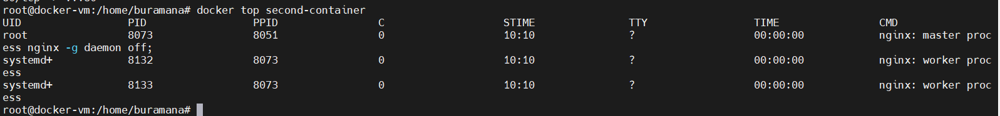 root@docker-vm:/home/buramana# docker top second-container
UID PID PPID C STIME TTY TIME CMD
root 8073 8051 0 10:10 ? 00:00:00 nginx: master proc
ess nginx -g daemon off;
systemd+ 8132 8073 0 10:10 ? 00:00:00 nginx: worker proc
ess
systemd+ 8133 8073 0 10:10 ? 00:00:00 nginx: worker proc
ess
root@docker-vm:/home/buramana#